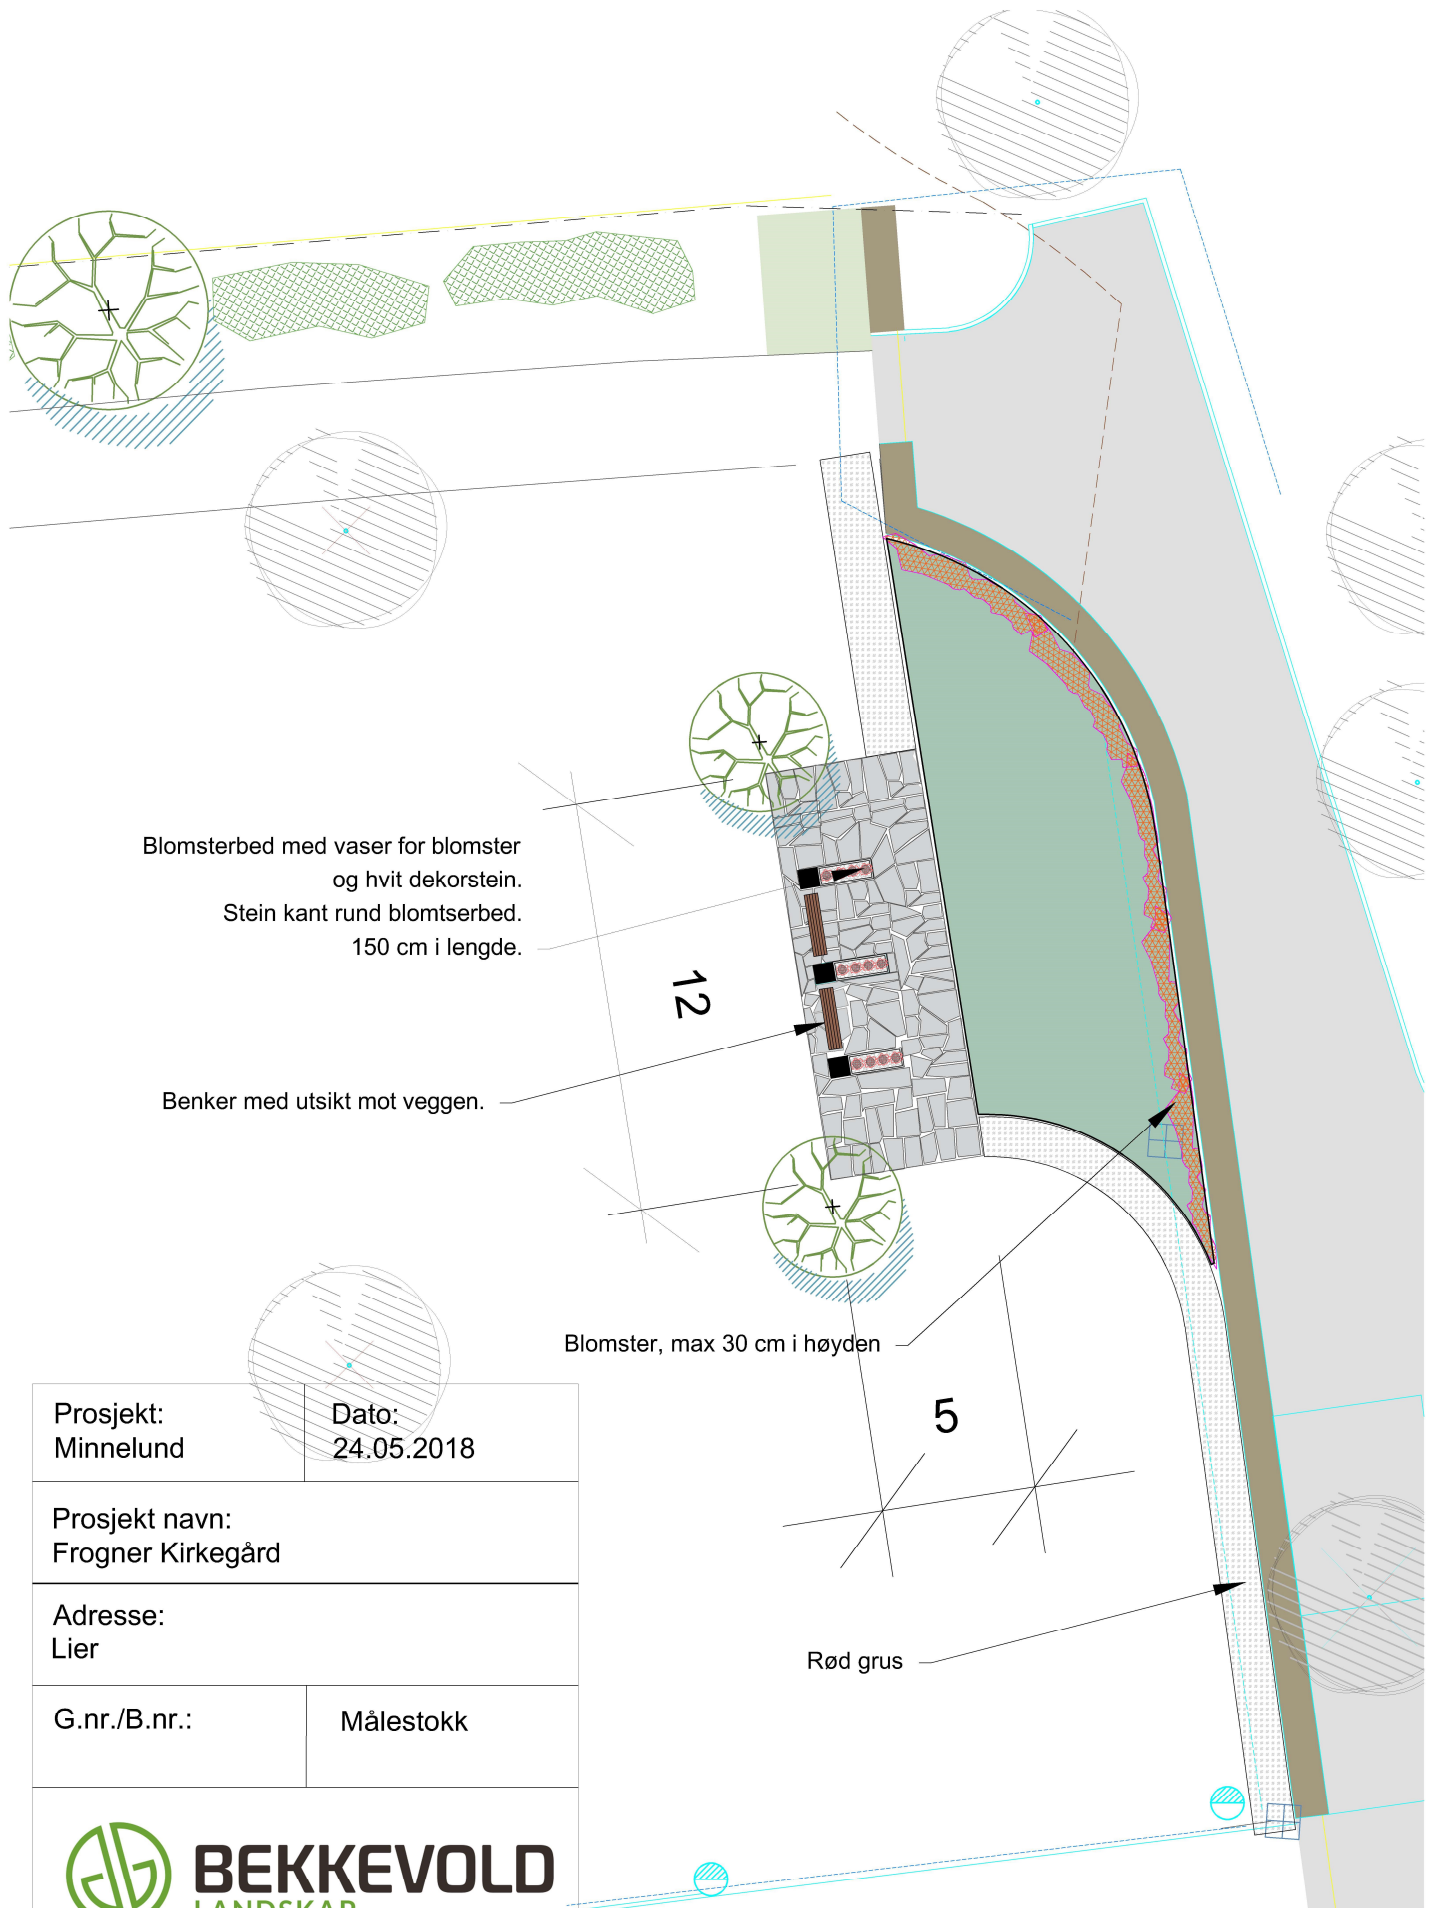 Blomsterbed med vaser for blomster
og hvit dekorstein.
Stein kant rund blomtserbed.
150 cm i lengde.
12
Benker med utsikt mot veggen.
Blomster, max 30 cm i høyden
5
Rød grus
Prosjekt:
Minnelund
Dato:
24.05.2018
Prosjekt navn:
Frogner Kirkegård
Adresse:
Lier
G.nr./B.nr.:
Målestokk
BEKKEVOLD
LANDSKAP